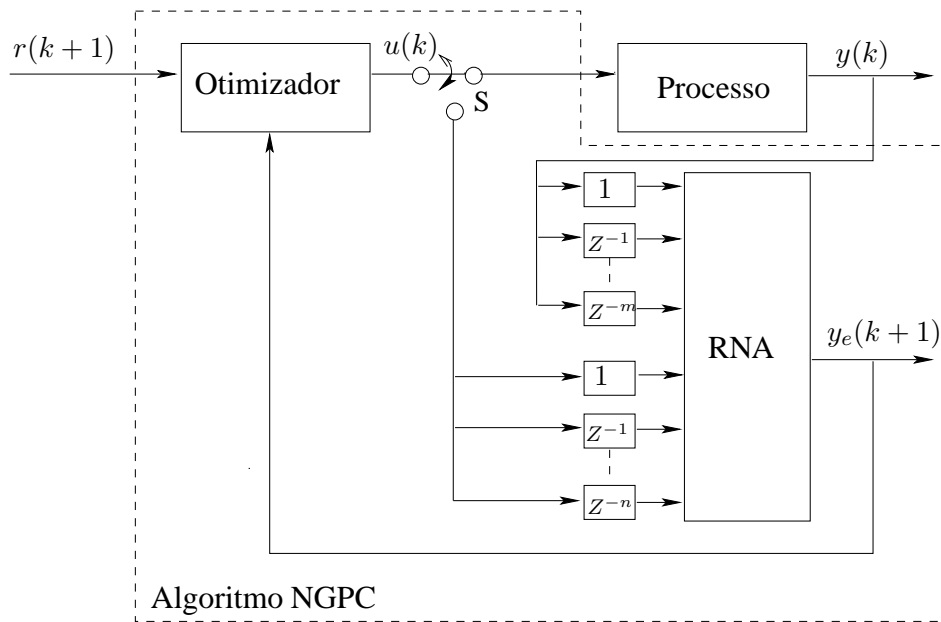 r(k + 1)
u(k)
y(k)
Otimizador
Processo
S
1
Z^{-1}
Z^{-m}
RNA
y_e(k + 1)
1
Z^{-1}
Z^{-n}
Algoritmo NGPC